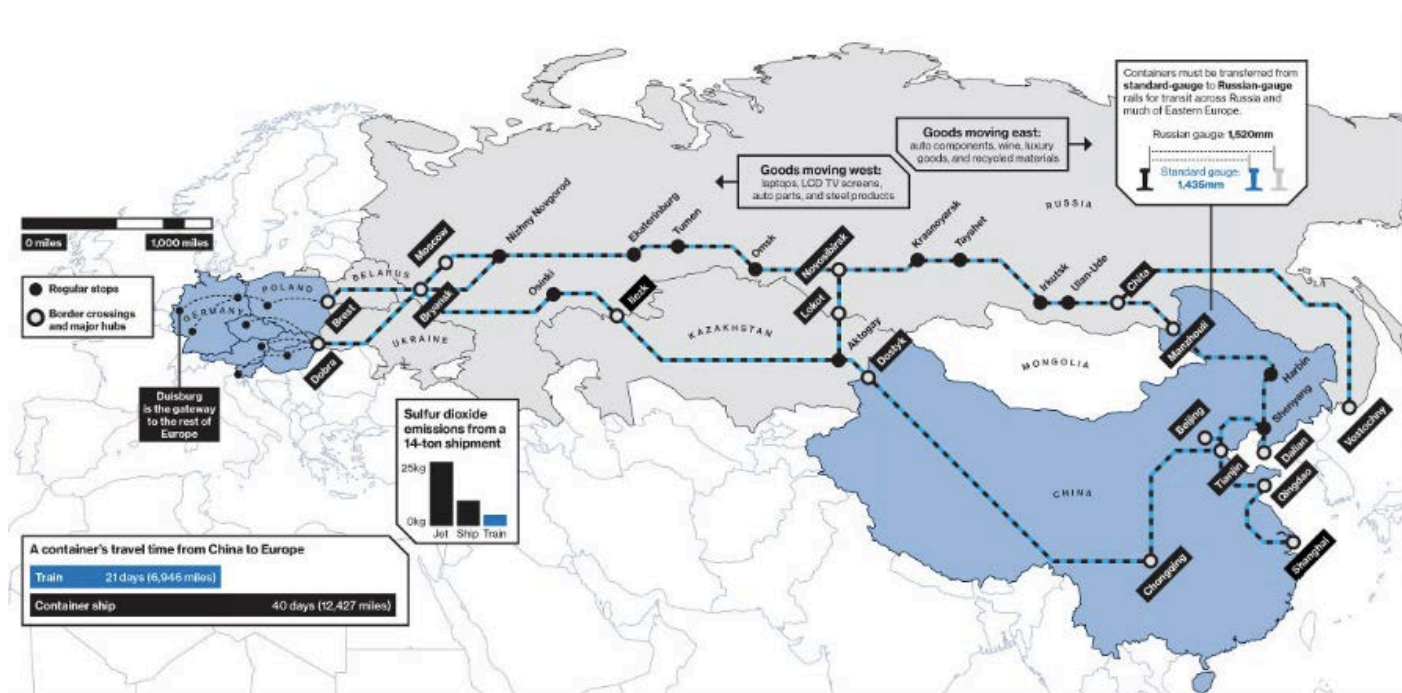 Containers must be transferred from
standard-gauge to Russian-gauge
rails for transit across Russia and
much of Eastern Europe.
Russian gauge: 1,520mm
Standard gauge:
1,435mm
Goods moving east:
auto components, wine, luxury
goods, and recycled materials
Goods moving west:
laptops, LCD TV screens,
auto parts, and steel products
RUSSIA
0 miles
1,000 miles
Regular stops
Border crossings
and major hubs
BELARUS
POLAND
GERMANY
UKRAINE
KAZAKHSTAN
MONGOLIA
CHINA
Moscow
Nizhny Novgorod
Ekaterinburg
Tumen
Omsk
Novosibirsk
Krasnoyarsk
Tayshet
Irkutsk
Ulan-Ude
Chita
Brest
Bryansk
Osinki
Ilezk
Lokot
Aktogay
Dostyk
Manzhouli
Harbin
Dobra
Beijing
Shenyang
Vostochny
Tianjin
Dalian
Qingdao
Shanghai
Chongqing
Duisburg
is the gateway
to the rest of
Europe
Sulfur dioxide
emissions from a
14-ton shipment
25kg
0kg
Jet Ship Train
A container's travel time from China to Europe
Train 21 days (6,946 miles)
Container ship 40 days (12,427 miles)